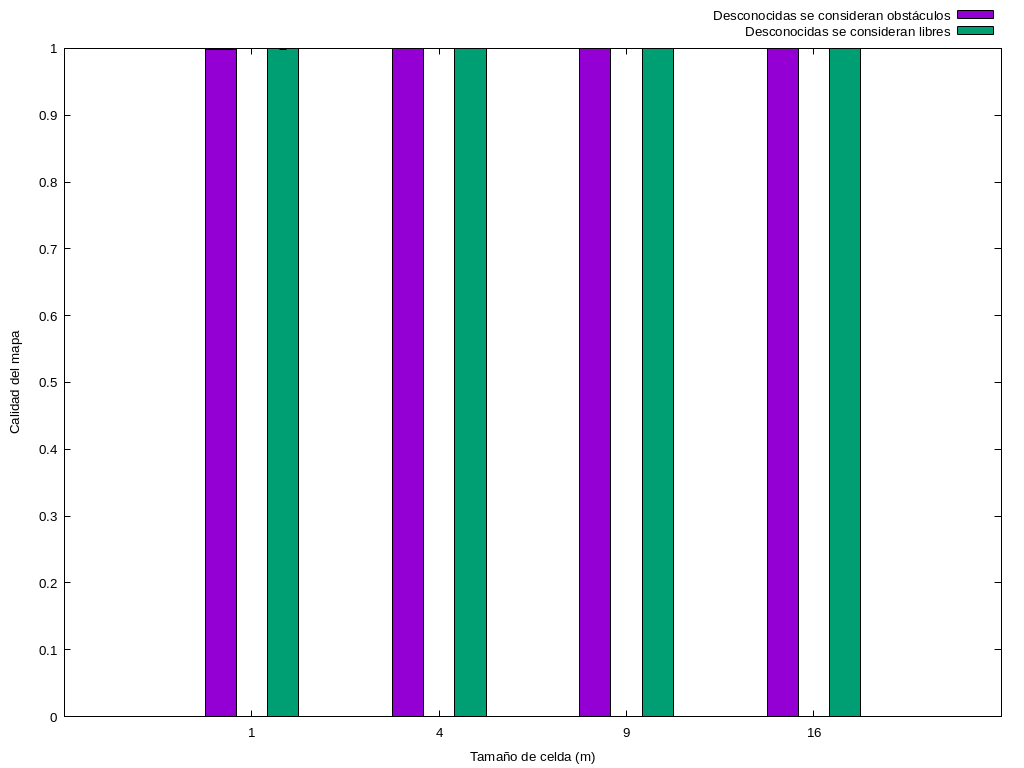 Desconocidas se consideran obstáculos
Desconocidas se consideran libres
1
0.9
0.8
0.7
0.6
0.5
0.4
0.3
0.2
0.1
0
Calidad del mapa
1 4 9 16
Tamaño de celda (m)